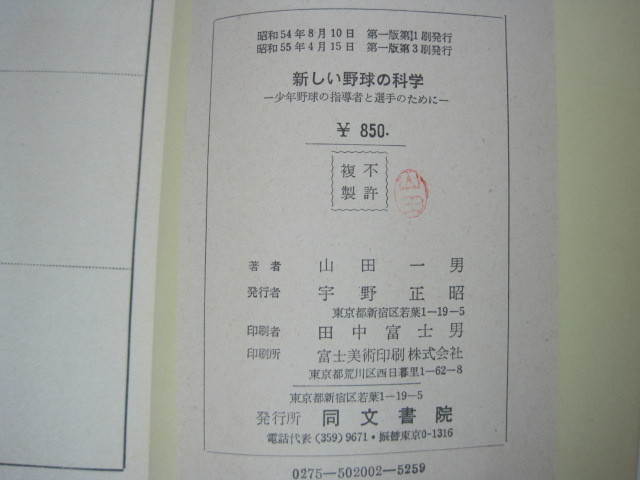 昭和54年8月10日 第一版第1刷発行
昭和55年4月15日 第一版第3刷発行
新しい野球の科学
―少年野球の指導者と選手のために―
¥ 850.
不許
複製
山田
著者 山田一男
発行者 宇野正昭
東京都新宿区若葉1―19―5
印刷者 田中富士男
印刷所 富士美術印刷株式会社
東京都荒川区西日暮里1―62―8
東京都新宿区若葉1―19―5
発行所 同文書院
電話代表(359)9671・振替東京0-1316
0275-502002-5259